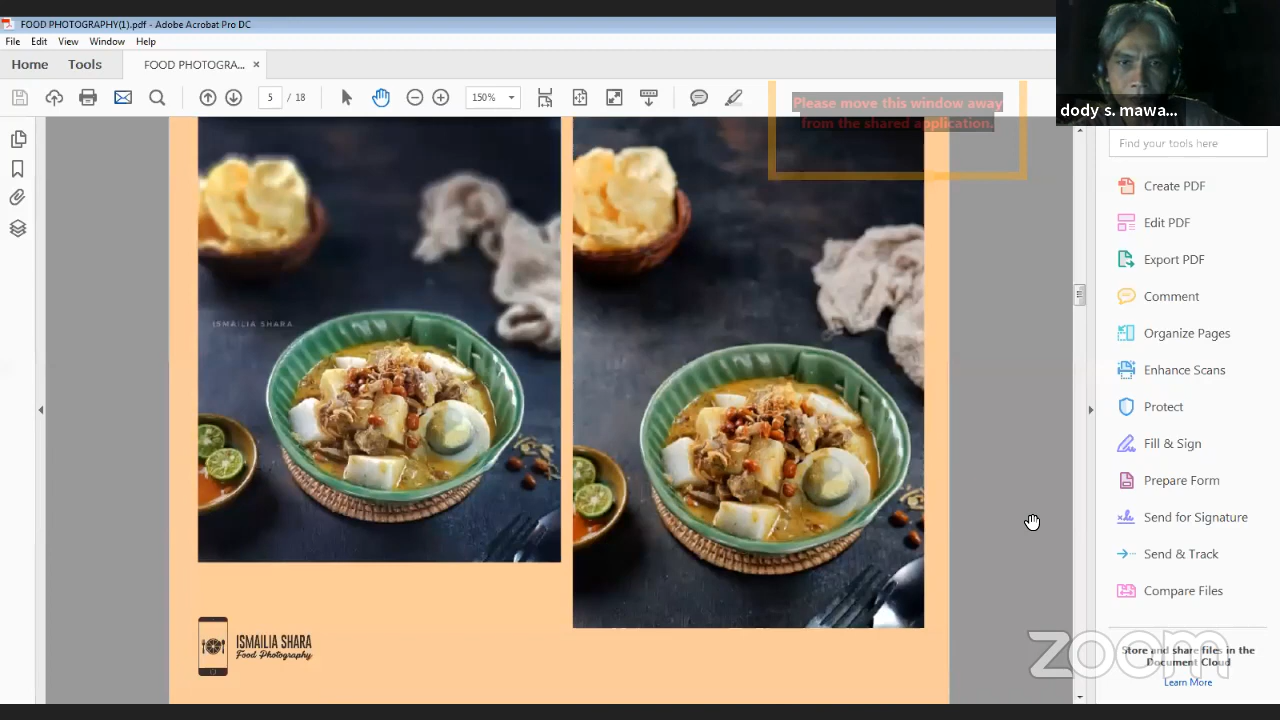 FOOD PHOTOGRAPHY(1).pdf - Adobe Acrobat Pro DC
File Edit View Window Help
Home Tools FOOD PHOTOGRA... ×
5 / 18 150%
Please move this window away
from the shared application.
dody s. mawa...
Find your tools here
Create PDF
Edit PDF
Export PDF
Comment
Organize Pages
Enhance Scans
Protect
Fill & Sign
Prepare Form
Send for Signature
Send & Track
Compare Files
ISMAILIA SHARA
ISMAILIA SHARA
Food Photography
zoom
Store and share files in the
Document Cloud
Learn More